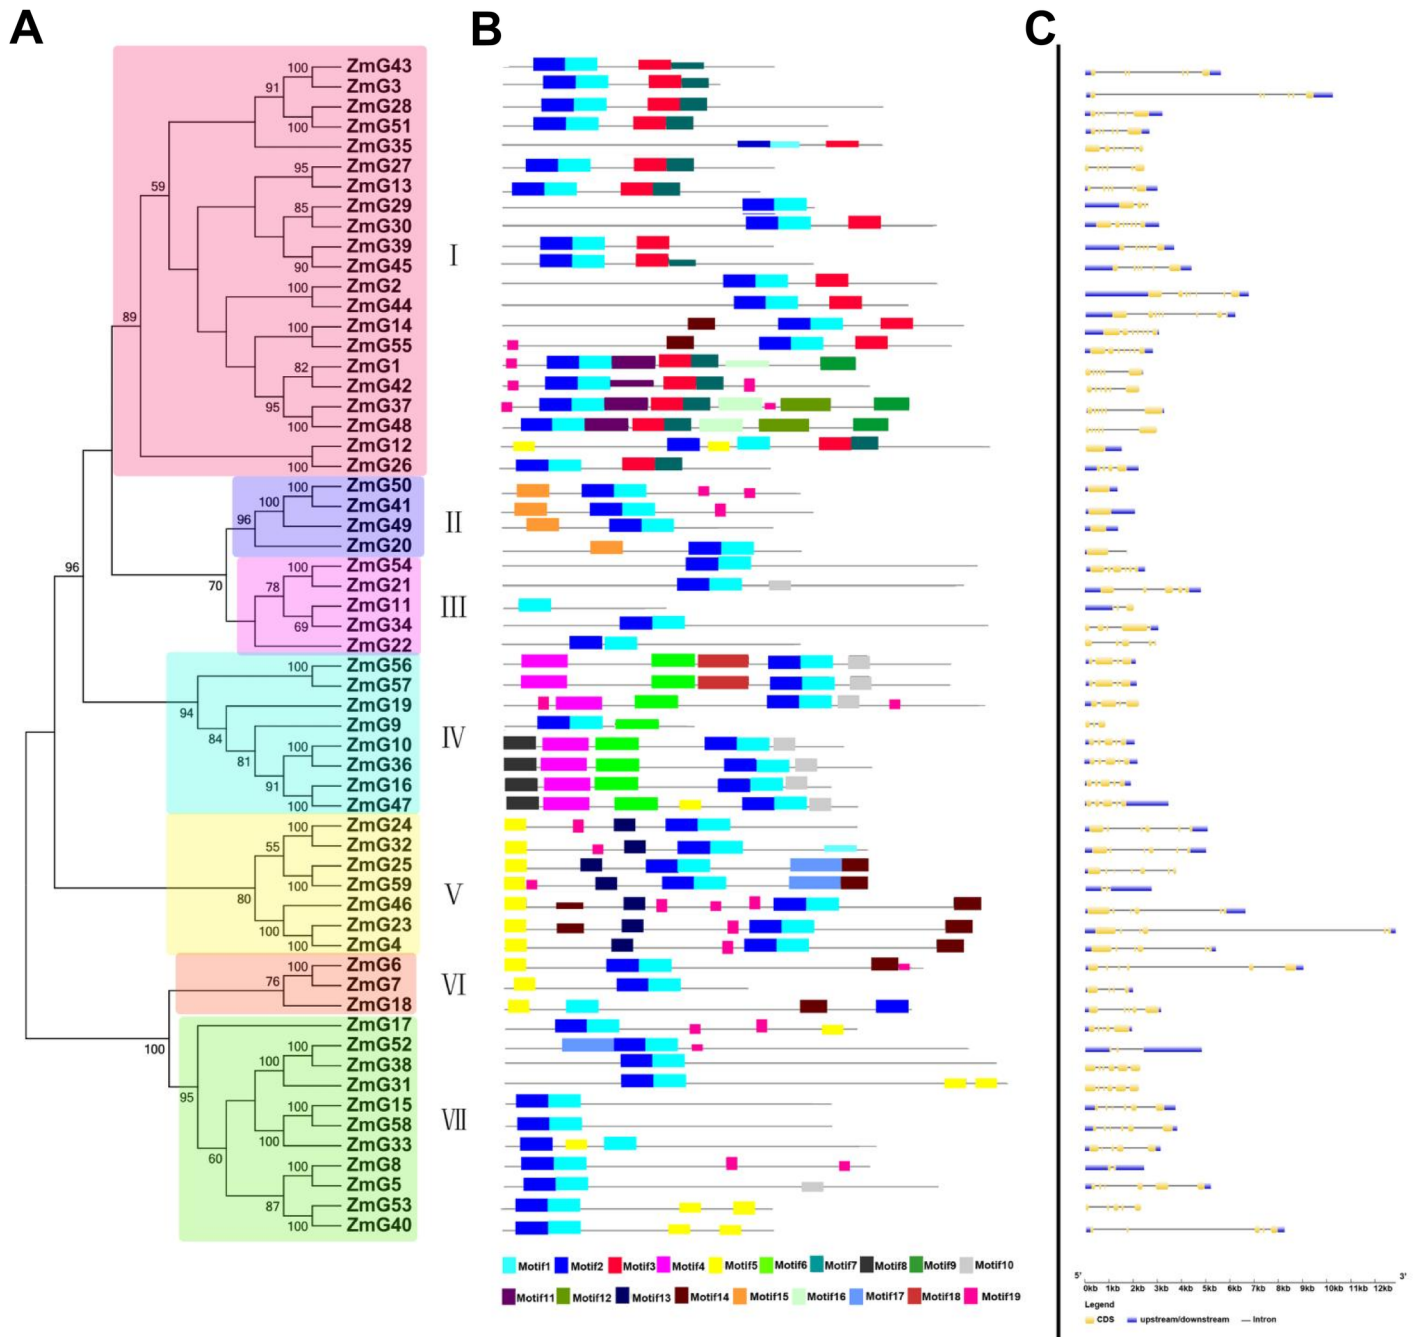 A B C
100 ZmG43
91 ZmG3
ZmG28
100 ZmG51
ZmG35
95 ZmG27
59 ZmG13
85 ZmG29
ZmG30
ZmG39
90 ZmG45
I
100 ZmG2
ZmG44
89 100 ZmG14
ZmG55
82 ZmG1
ZmG42
95 ZmG37
100 ZmG48
ZmG12
100 ZmG26
100 ZmG50
100 ZmG41
96 ZmG49
II
ZmG20
96 100 ZmG54
70 78 ZmG21
ZmG11
III
69 ZmG34
ZmG22
100 ZmG56
ZmG57
94 ZmG19
84 ZmG9
IV
81 100 ZmG10
ZmG36
91 ZmG16
100 ZmG47
100 ZmG24
55 ZmG32
ZmG25
100 ZmG59
V
80 ZmG46
100 ZmG23
100 ZmG4
100 ZmG6
76 ZmG7
VI
ZmG18
ZmG17
100 100 ZmG52
ZmG38
95 ZmG31
100 ZmG15
VII
ZmG58
100 ZmG33
60 100 ZmG8
ZmG5
87 ZmG53
100 ZmG40
Motif1 Motif2 Motif3 Motif4 Motif5 Motif6 Motif7 Motif8 Motif9 Motif10
Motif11 Motif12 Motif13 Motif14 Motif15 Motif16 Motif17 Motif18 Motif19
5' 3'
0kb 1kb 2kb 3kb 4kb 5kb 6kb 7kb 8kb 9kb 10kb 11kb 12kb
Legend
CDS upstream/downstream Intron